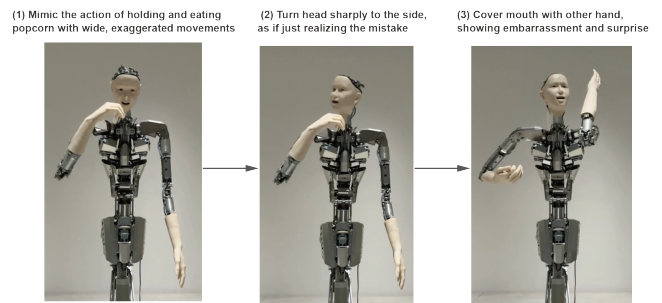 (1) Mimic the action of holding and eating
popcorn with wide, exaggerated movements
(2) Turn head sharply to the side,
as if just realizing the mistake
(3) Cover mouth with other hand,
showing embarrassment and surprise